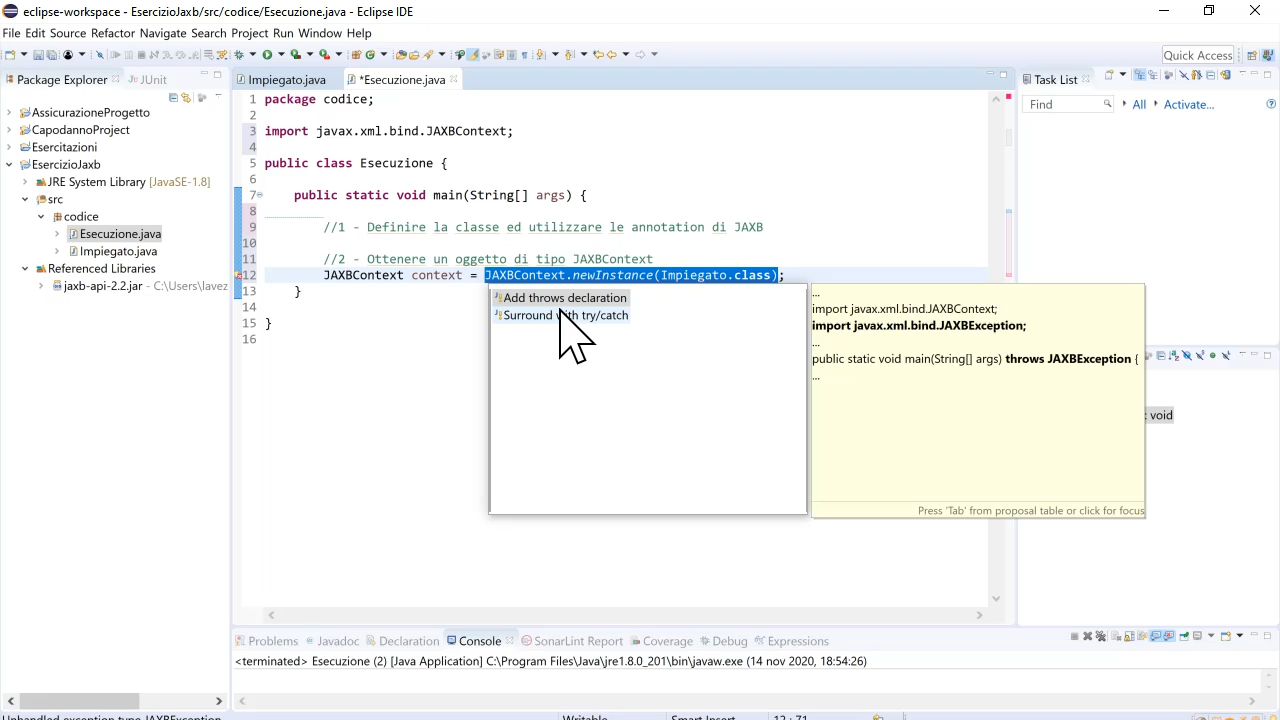 eclipse-workspace - EsercizioJaxb/src/codice/Esecuzione.java - Eclipse IDE
File Edit Source Refactor Navigate Search Project Run Window Help
Quick Access
Package Explorer JUnit
Impiegato.java *Esecuzione.java
Task List
Find All Activate...
AssicurazioneProgetto
CapodannoProject
Esercitazioni
EsercizioJaxb
JRE System Library [JavaSE-1.8]
src
codice
Esecuzione.java
Impiegato.java
Referenced Libraries
jaxb-api-2.2.jar - C:\Users\lavez
1 package codice;
2
3 import javax.xml.bind.JAXBContext;
4
5 public class Esecuzione {
6
7 public static void main(String[] args) {
8
9 //1 - Definire la classe ed utilizzare le annotation di JAXB
10
11 //2 - Ottenere un oggetto di tipo JAXBContext
12 JAXBContext context = JAXBContext.newInstance(Impiegato.class);
13 }
14
15 }
16
Add throws declaration
Surround with try/catch
...
import javax.xml.bind.JAXBContext;
import javax.xml.bind.JAXBException;
...
public static void main(String[] args) throws JAXBException {
...
Press 'Tab' from proposal table or click for focus
: void
Problems Javadoc Declaration Console SonarLint Report Coverage Debug Expressions
<terminated> Esecuzione (2) [Java Application] C:\Program Files\Java\jre1.8.0_201\bin\javaw.exe (14 nov 2020, 18:54:26)
Unhandled exception type JAXBException
Writable Smart Insert 12 : 71